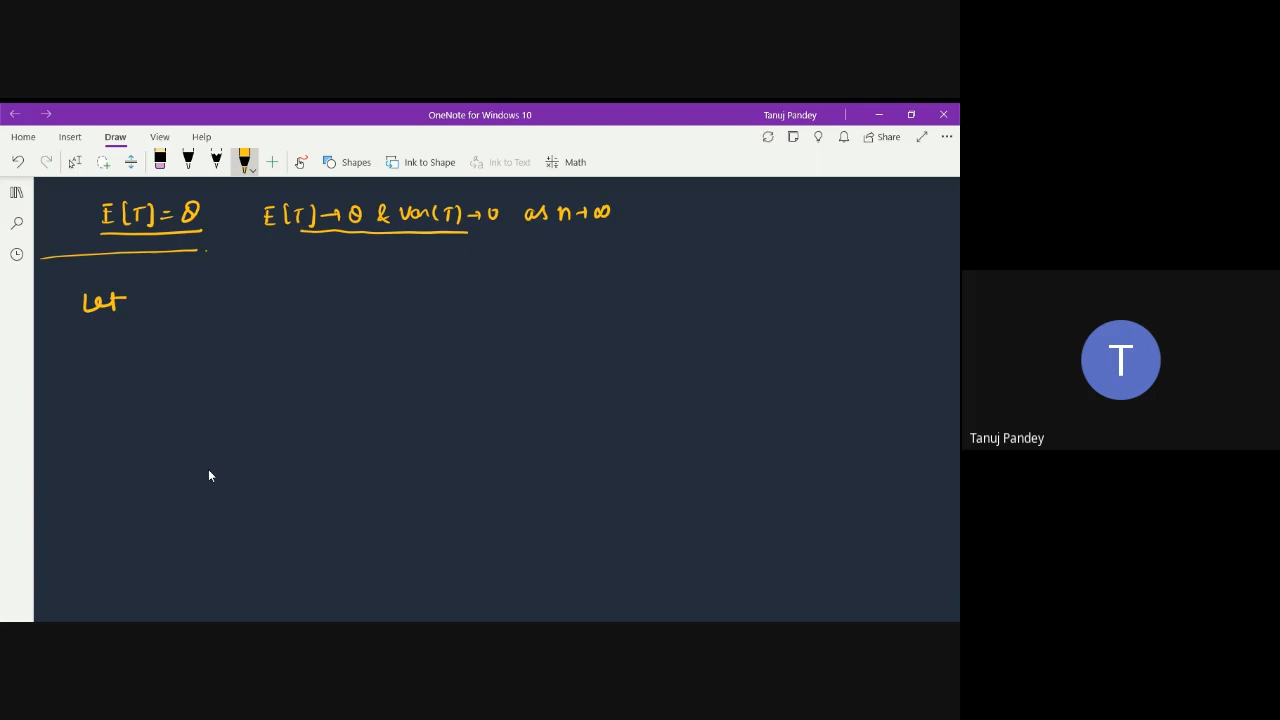 OneNote for Windows 10
Tanuj Pandey
Home Insert Draw View Help
Share
Shapes Ink to Shape Ink to Text Math
E[T] = θ E[T] → θ & Var(T) → 0 as n → ∞
Let
T
Tanuj Pandey